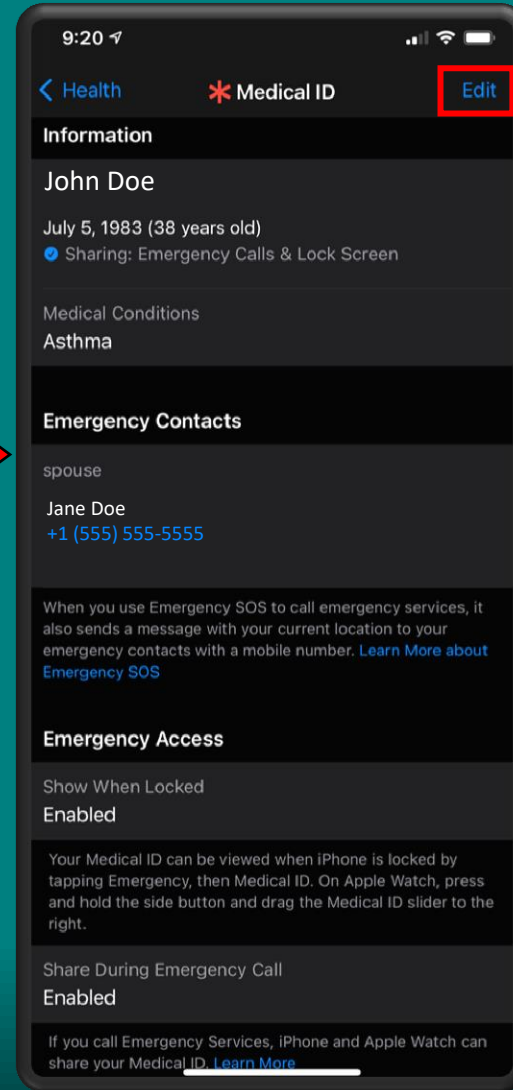 9:20
Health
Medical ID
Edit
Information
John Doe
July 5, 1983 (38 years old)
Sharing: Emergency Calls & Lock Screen
Medical Conditions
Asthma
Emergency Contacts
spouse
Jane Doe
+1 (555) 555-5555
When you use Emergency SOS to call emergency services, it
also sends a message with your current location to your
emergency contacts with a mobile number. Learn More about
Emergency SOS
Emergency Access
Show When Locked
Enabled
Your Medical ID can be viewed when iPhone is locked by
tapping Emergency, then Medical ID. On Apple Watch, press
and hold the side button and drag the Medical ID slider to the
right.
Share During Emergency Call
Enabled
If you call Emergency Services, iPhone and Apple Watch can
share your Medical ID. Learn More